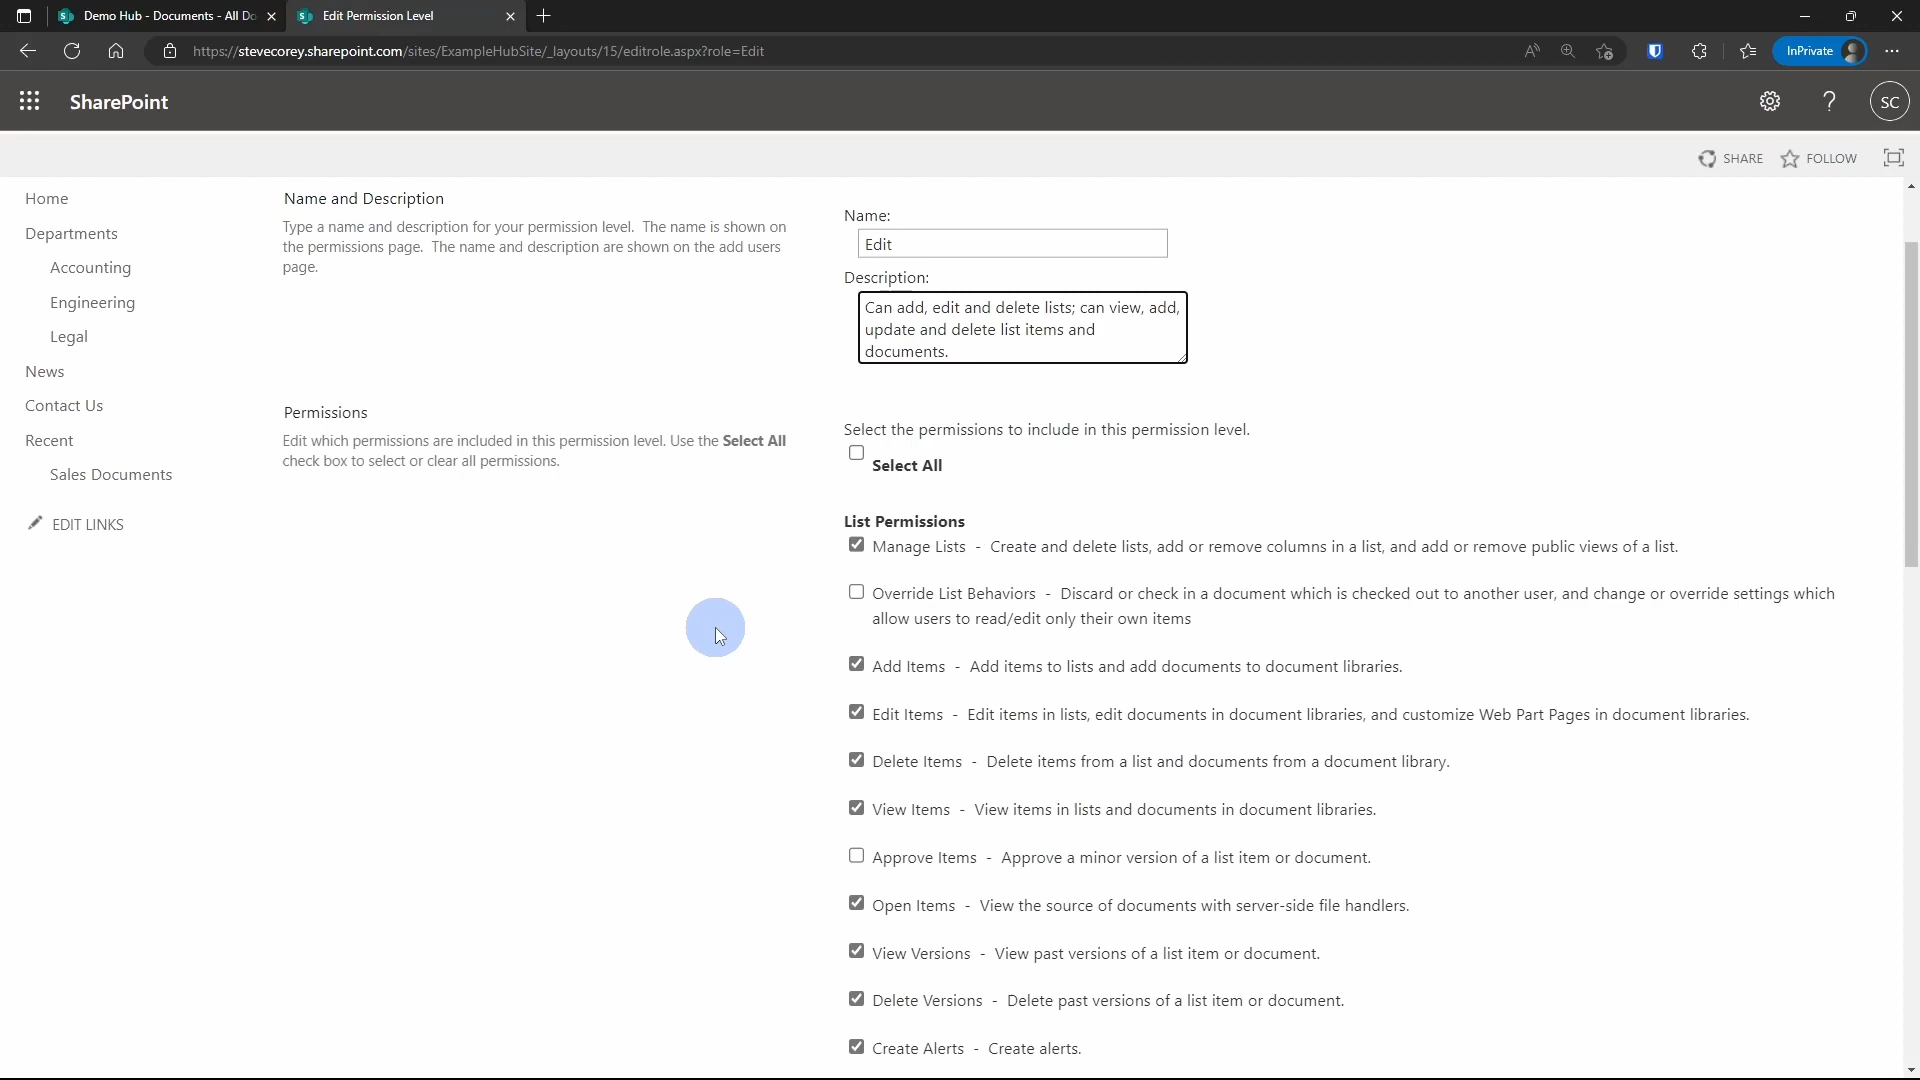 Demo Hub - Documents - All Do
Edit Permission Level
https://stevecorey.sharepoint.com/sites/ExampleHubSite/_layouts/15/editrole.aspx?role=Edit
InPrivate
SharePoint
SC
SHARE
FOLLOW
Home
Departments
Accounting
Engineering
Legal
News
Contact Us
Recent
Sales Documents
EDIT LINKS
Name and Description
Type a name and description for your permission level. The name is shown on
the permissions page. The name and description are shown on the add users
page.
Name:
Edit
Description:
Can add, edit and delete lists; can view, add,
update and delete list items and
documents.
Permissions
Edit which permissions are included in this permission level. Use the Select All
check box to select or clear all permissions.
Select the permissions to include in this permission level.
Select All
List Permissions
Manage Lists - Create and delete lists, add or remove columns in a list, and add or remove public views of a list.
Override List Behaviors - Discard or check in a document which is checked out to another user, and change or override settings which
allow users to read/edit only their own items
Add Items - Add items to lists and add documents to document libraries.
Edit Items - Edit items in lists, edit documents in document libraries, and customize Web Part Pages in document libraries.
Delete Items - Delete items from a list and documents from a document library.
View Items - View items in lists and documents in document libraries.
Approve Items - Approve a minor version of a list item or document.
Open Items - View the source of documents with server-side file handlers.
View Versions - View past versions of a list item or document.
Delete Versions - Delete past versions of a list item or document.
Create Alerts - Create alerts.